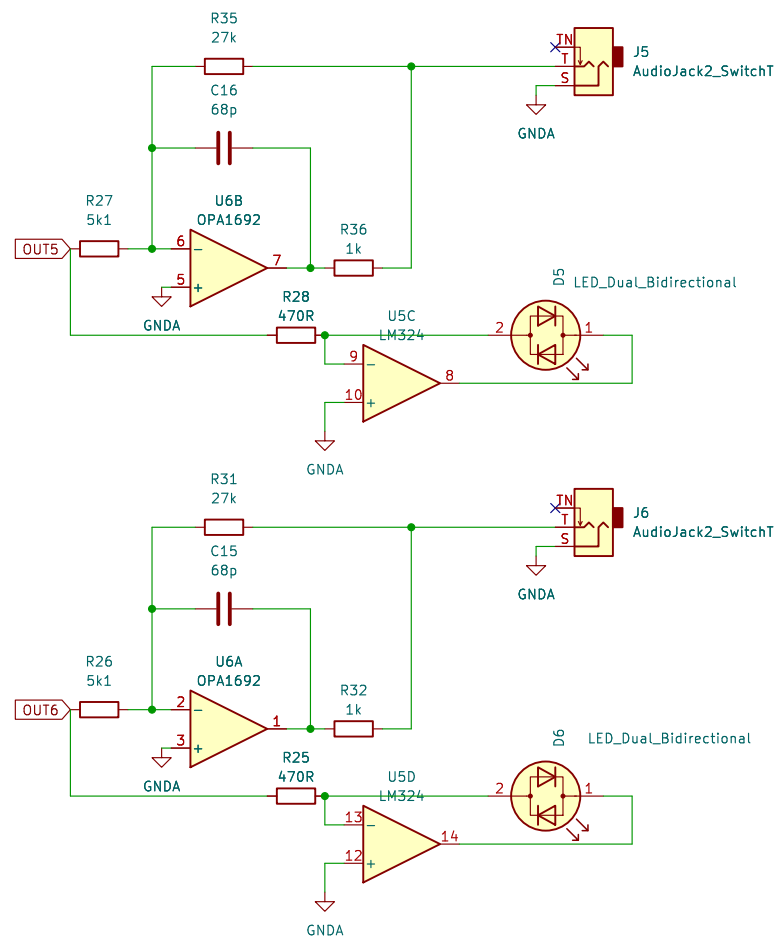 R35
27k
C16
68p
TN
T
S
J5
AudioJack2_SwitchT
GNDA
R27
5k1
U6B
OPA1692
OUT5
6
5
7
−
+
GNDA
R36
1k
R28
470R
U5C
LM324
9
10
8
−
+
GNDA
D5
LED_Dual_Bidirectional
2
1
R31
27k
C15
68p
TN
T
S
J6
AudioJack2_SwitchT
GNDA
R26
5k1
U6A
OPA1692
OUT6
2
3
1
−
+
GNDA
R32
1k
R25
470R
U5D
LM324
13
12
14
−
+
GNDA
D6
LED_Dual_Bidirectional
2
1